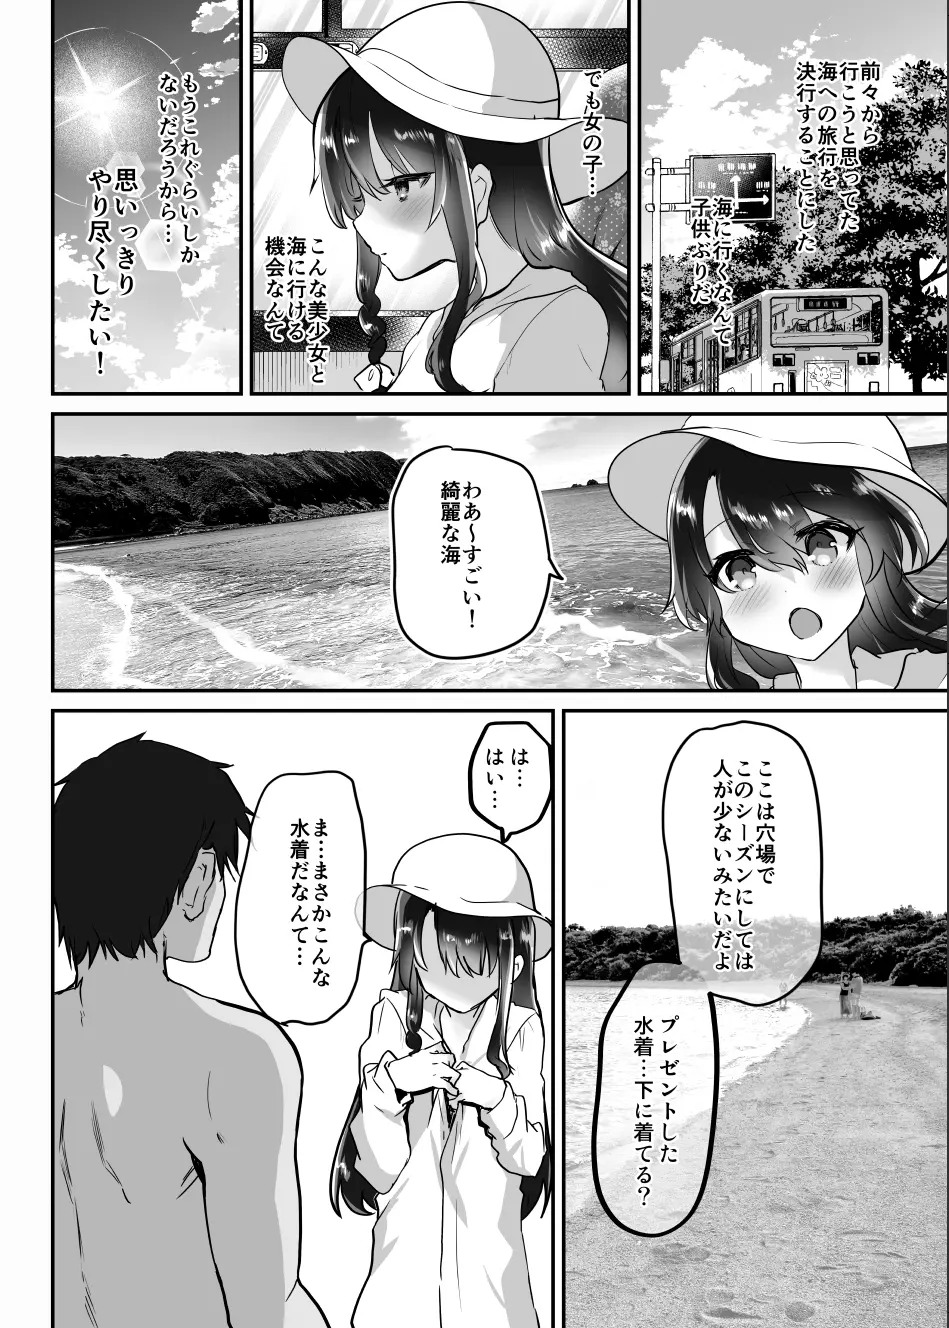 前々から
行こうと思ってた
海への旅行を
決行することにした
海に行くなんて
子供ぶりだ
でも女の子…
こんな美少女と
海に行ける
機会なんて
もうこれぐらいしか
ないだろうから…
思いっきり
やり尽くしたい！
わあ～すごい！
綺麗な海
ここは穴場で
このシーズンにしては
人が少ないみたいだよ
プレゼントした
水着…下に着てる？
は…
はい…
ま…まさかこんな
水着だなんて…